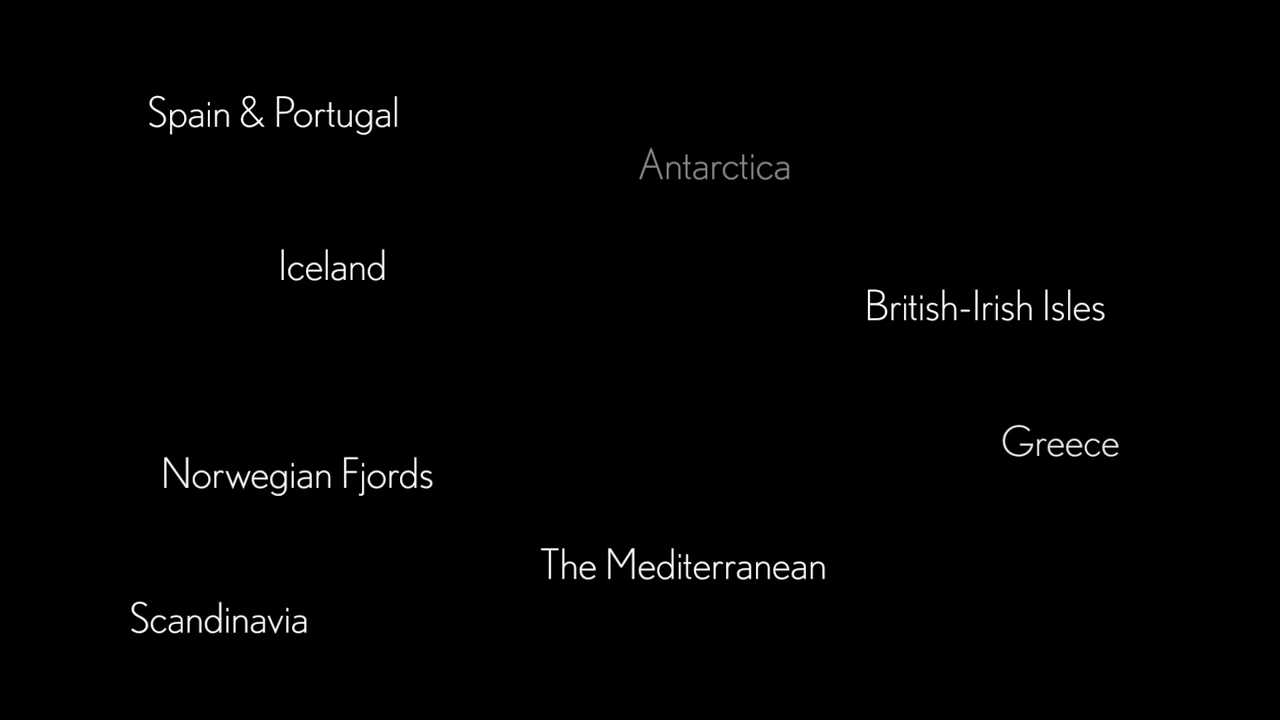 Spain & Portugal
Antarctica
Iceland
British-Irish Isles
Greece
Norwegian Fjords
The Mediterranean
Scandinavia